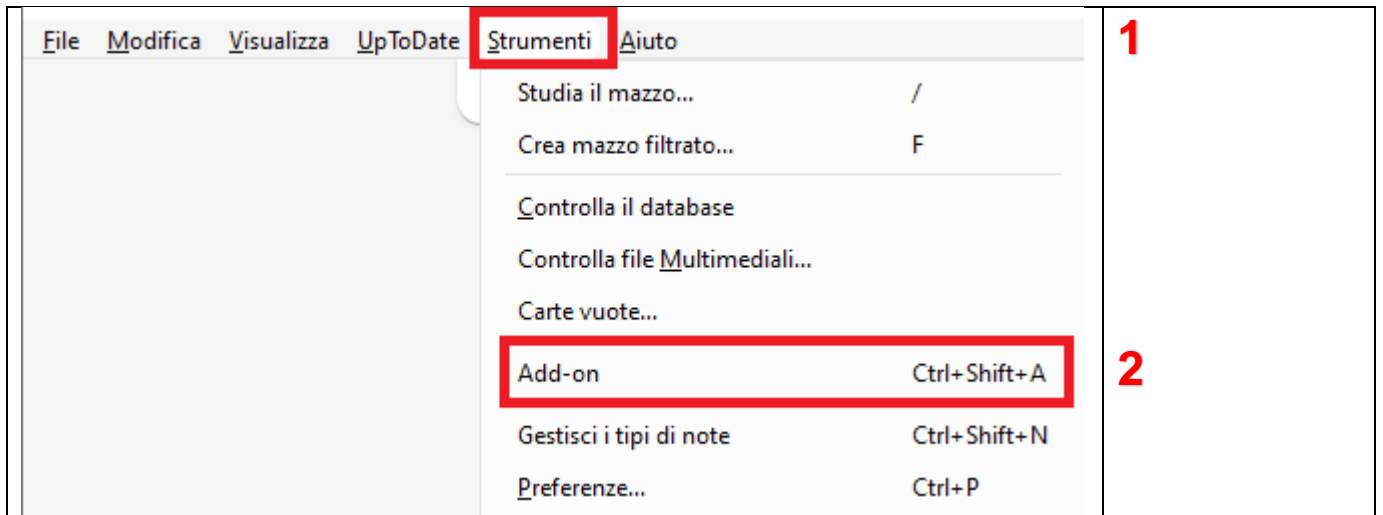 File Modifica Visualizza UpToDate Strumenti Aiuto 1
Studia il mazzo... /
Crea mazzo filtrato... F
Controlla il database
Controlla file Multimediali...
Carte vuote...
Add-on Ctrl+Shift+A 2
Gestisci i tipi di note Ctrl+Shift+N
Preferenze... Ctrl+P